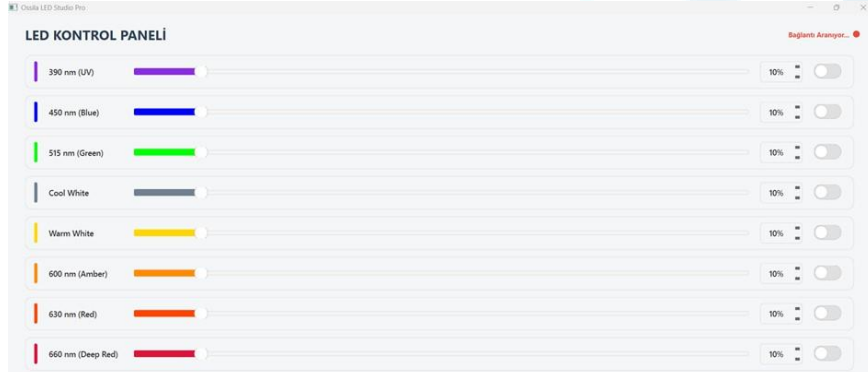 Ossila LED Studio Pro
LED KONTROL PANELİ
Bağlantı Aranıyor...
390 nm (UV) 10%
450 nm (Blue) 10%
515 nm (Green) 10%
Cool White 10%
Warm White 10%
600 nm (Amber) 10%
630 nm (Red) 10%
660 nm (Deep Red) 10%